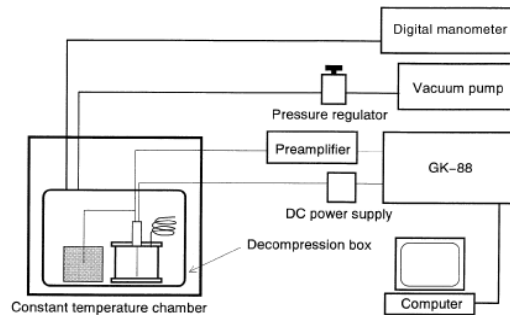 Digital manometer
Vacuum pump
Pressure regulator
Preamplifier
GK-88
DC power supply
Decompression box
Computer
Constant temperature chamber